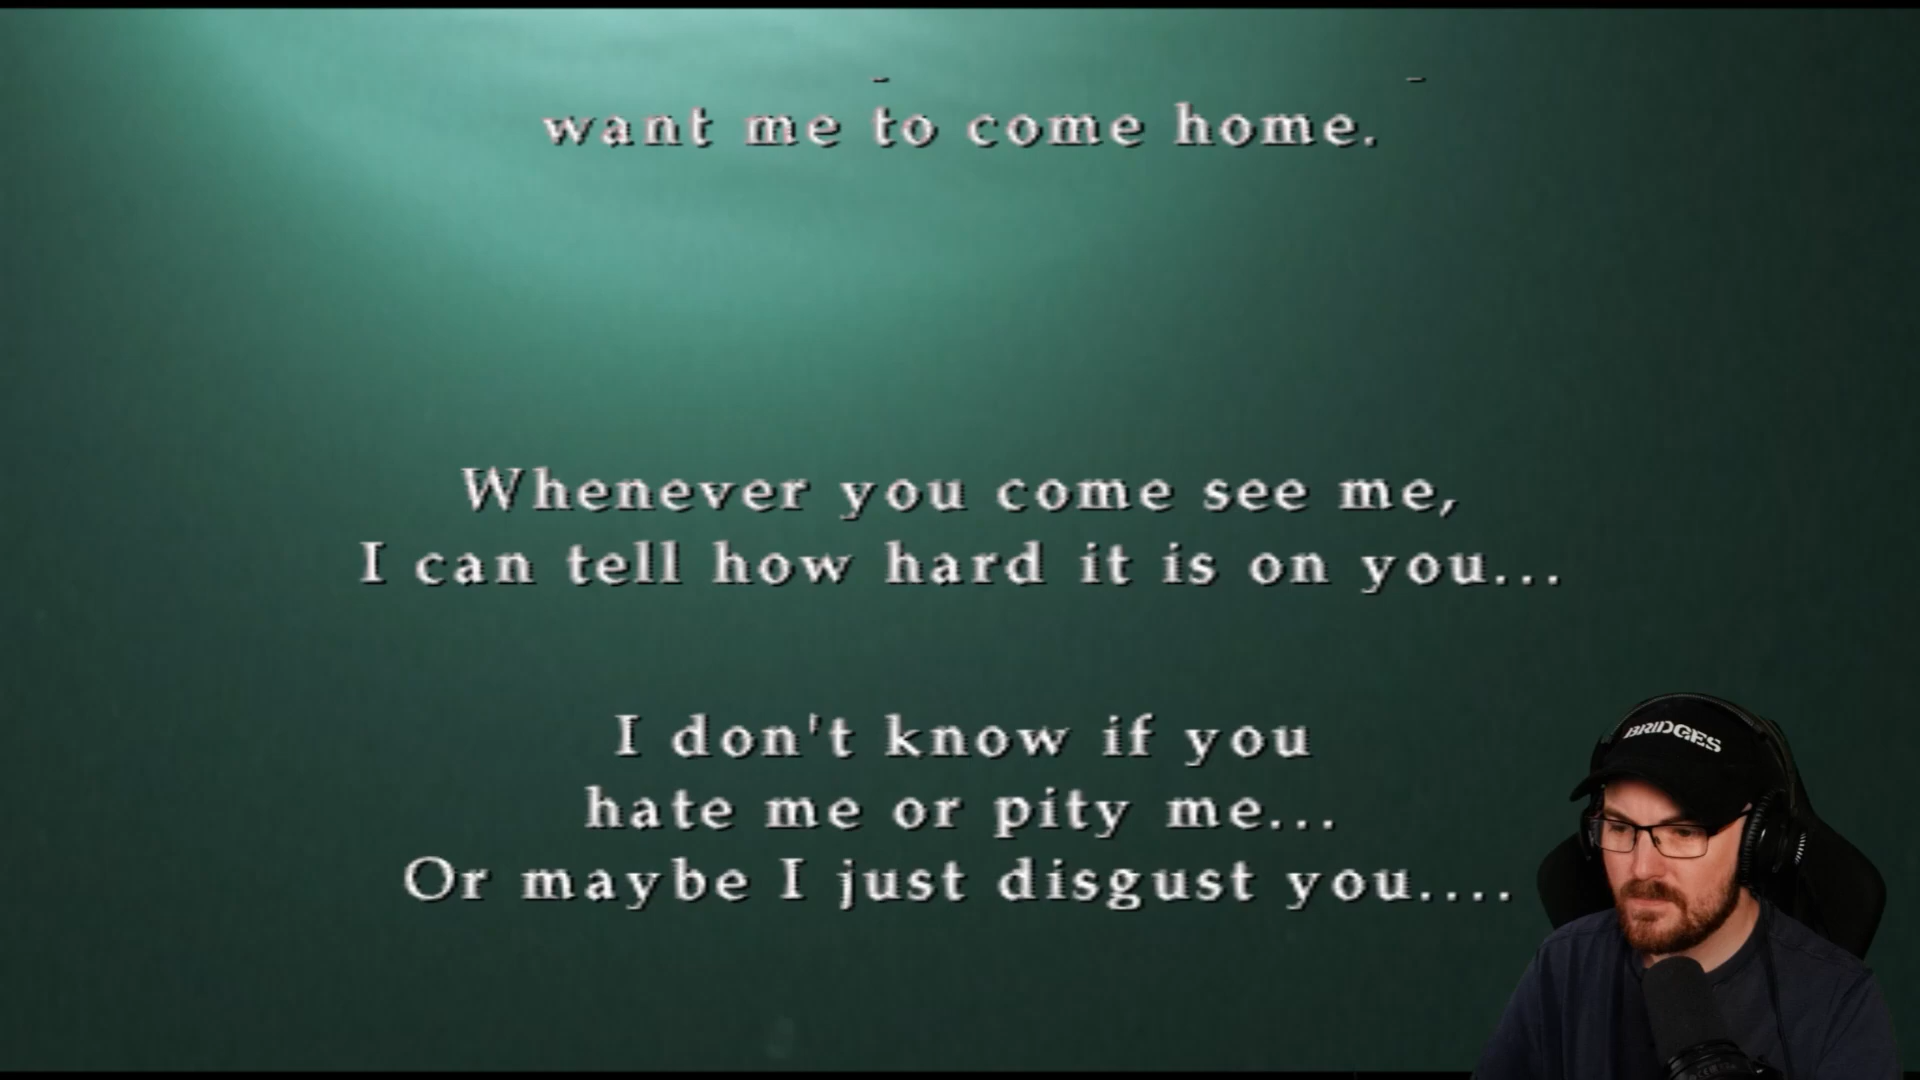 want me to come home.
Whenever you come see me,
I can tell how hard it is on you...
I don't know if you
hate me or pity me...
Or maybe I just disgust you....
BRIDGES